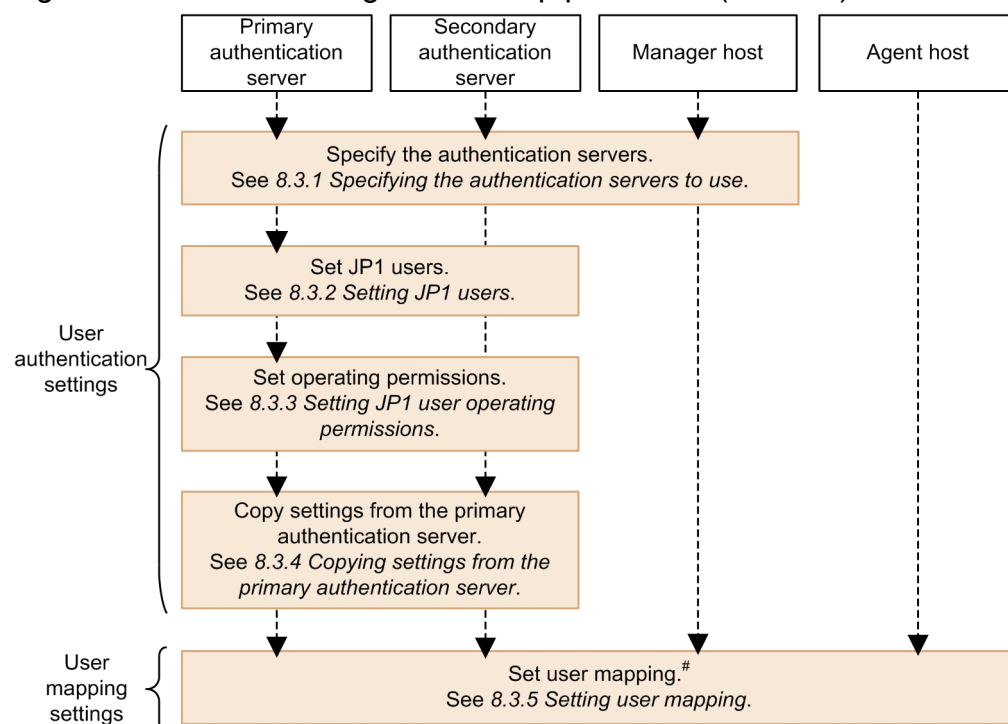 Primary
authentication
server
Secondary
authentication
server
Manager host
Agent host
Specify the authentication servers.
See 8.3.1 Specifying the authentication servers to use.
Set JP1 users.
See 8.3.2 Setting JP1 users.
User
authentication
settings
Set operating permissions.
See 8.3.3 Setting JP1 user operating
permissions.
Copy settings from the primary
authentication server.
See 8.3.4 Copying settings from the
primary authentication server.
User
mapping
settings
Set user mapping.#
See 8.3.5 Setting user mapping.